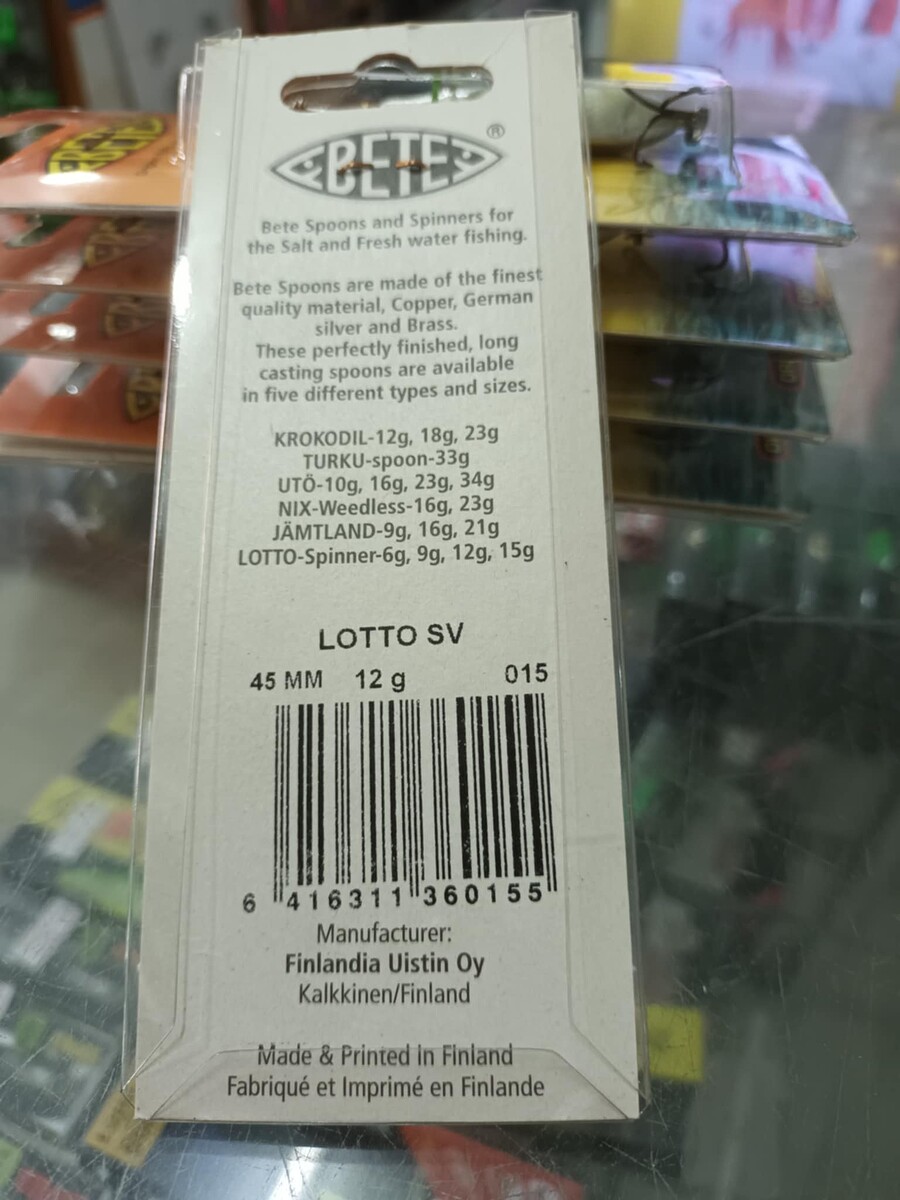 BETE®
Bete Spoons and Spinners for
the Salt and Fresh water fishing.
Bete Spoons are made of the finest
quality material, Copper, German
silver and Brass.
These perfectly finished, long
casting spoons are available
in five different types and sizes.
KROKODIL-12g, 18g, 23g
TURKU-spoon-33g
UTÖ-10g, 16g, 23g, 34g
NIX-Weedless-16g, 23g
JÄMTLAND-9g, 16g, 21g
LOTTO-Spinner-6g, 9g, 12g, 15g
LOTTO SV
45 MM 12 g 015
6 416311 360155
Manufacturer:
Finlandia Uistin Oy
Kalkkinen/Finland
Made & Printed in Finland
Fabriqué et Imprimé en Finlande